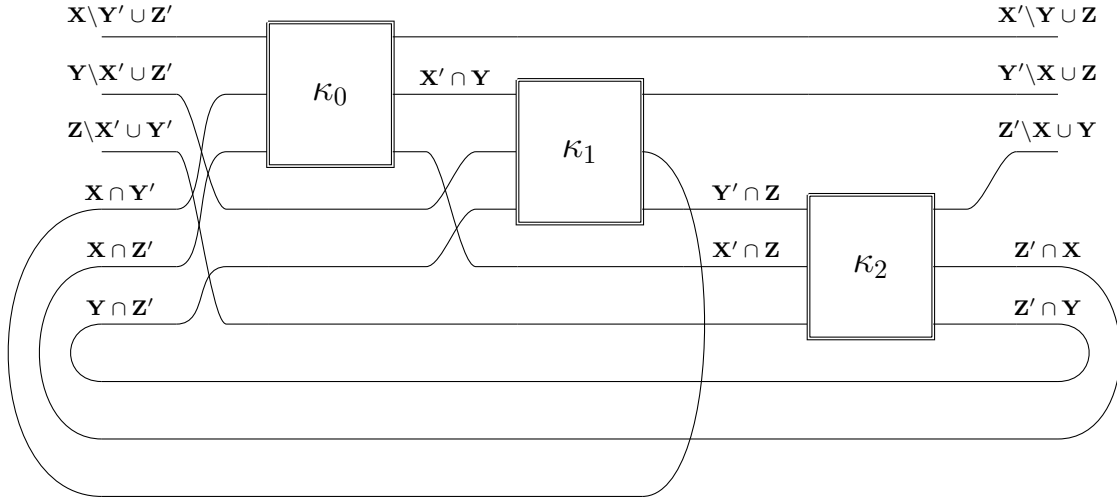 X\Y′ ∪ Z′
X′\Y ∪ Z
Y\X′ ∪ Z′
κ₀
X′ ∩ Y
Y′\X ∪ Z
Z\X′ ∪ Y′
κ₁
Z′\X ∪ Y
X ∩ Y′
Y′ ∩ Z
X ∩ Z′
X′ ∩ Z
κ₂
Z′ ∩ X
Y ∩ Z′
Z′ ∩ Y